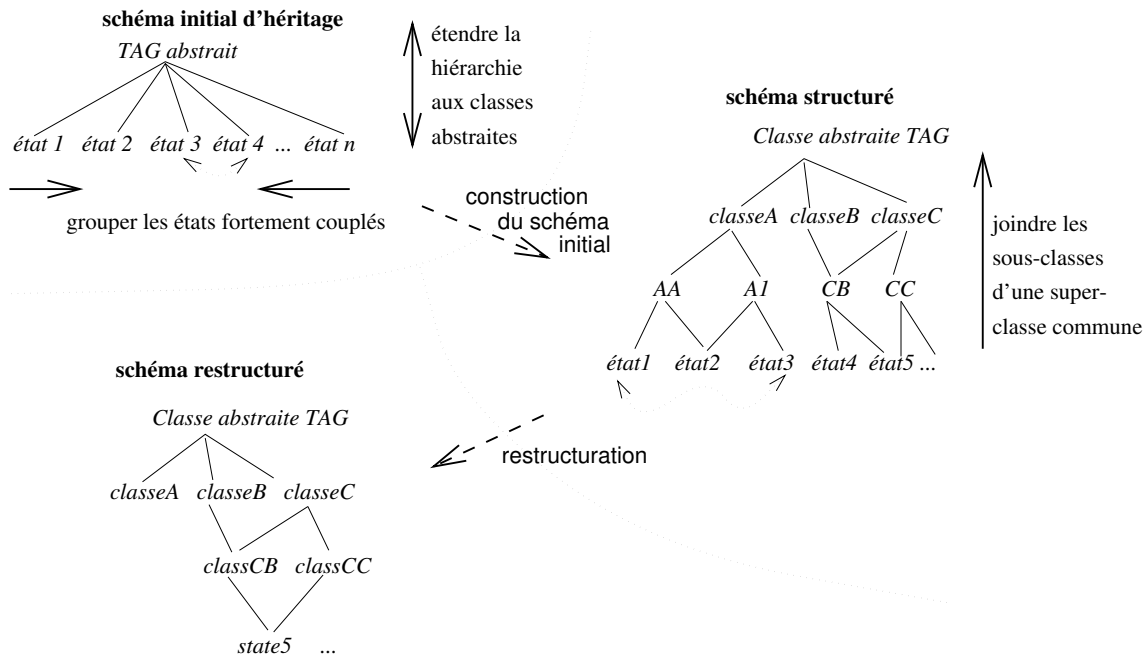 schéma initial d'héritage
TAG abstrait
état 1 état 2 état 3 état 4 ... état n
grouper les états fortement couplés
étendre la
hiérarchie
aux classes
abstraites
construction
du schéma
initial
schéma structuré
Classe abstraite TAG
classeA classeB classeC
AA A1 CB CC
état1 état2 état3 état4 état5 ...
joindre les
sous-classes
d'une super-
classe commune
restructuration
schéma restructuré
Classe abstraite TAG
classeA classeB classeC
classCB classCC
state5 ...